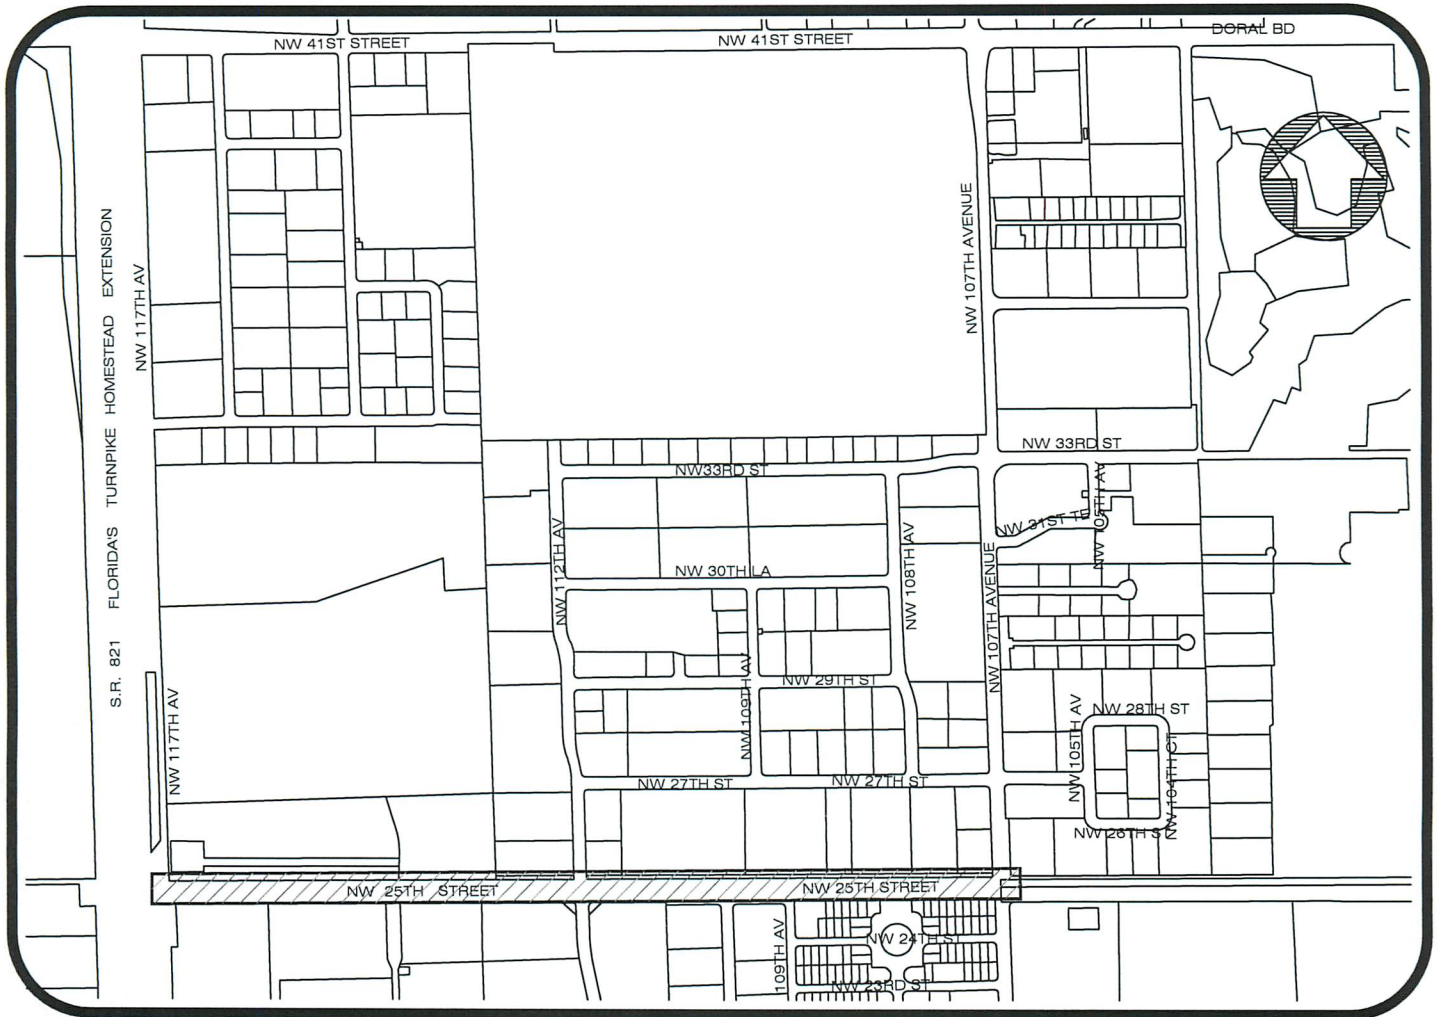 NW 41ST STREET
NW 41ST STREET
DORAL BD
S.R. 821 FLORIDA'S TURNPIKE HOMESTEAD EXTENSION
NW 117TH AV
NW 107TH AVENUE
NW 33RD ST
NW33RD ST
NW 105TH AV
NW 31ST TE
NW 112TH AV
NW 108TH AV
NW 107TH AVENUE
NW 30TH LA
NW 29TH ST
NW 109TH AV
NW 117TH AV
NW 105TH AV
NW 28TH ST
NW 104TH CT
NW 27TH ST
NW 27TH ST
NW 26TH S
NW 25TH STREET
NW 25TH STREET
109TH AV
NW 24TH ST
NW 23RD ST